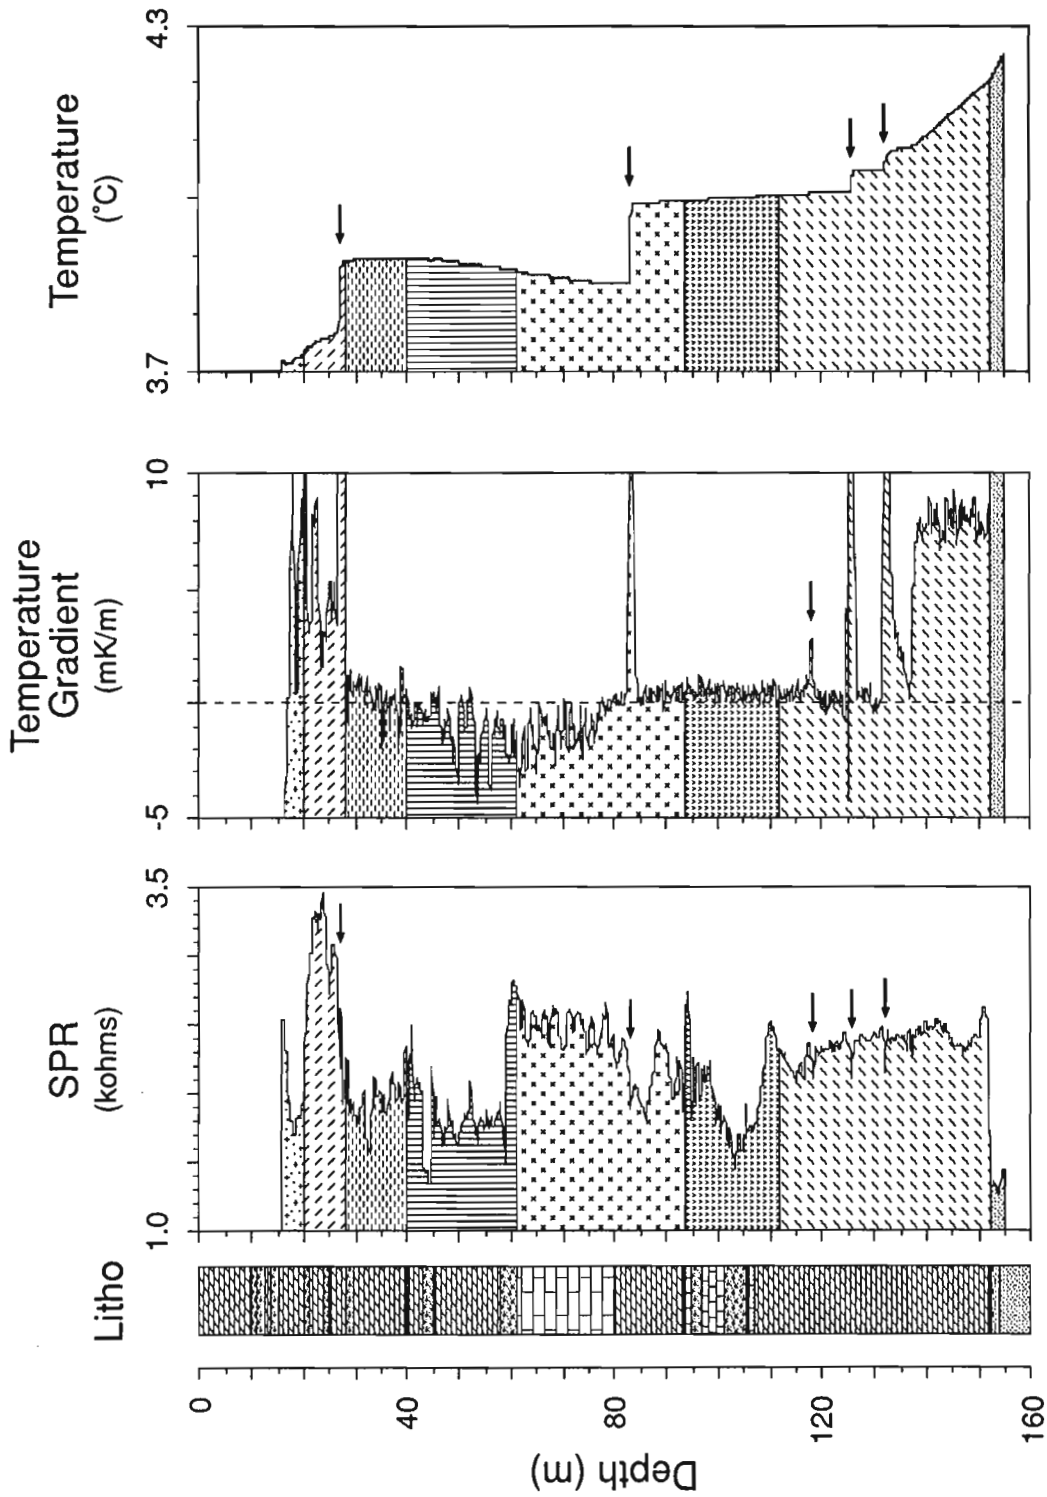 Temperature
(°C)
4.3
3.7
Temperature
Gradient
(mK/m)
10
-5
SPR
(kohms)
3.5
1.0
Litho
0
40
80
120
160
Depth (m)